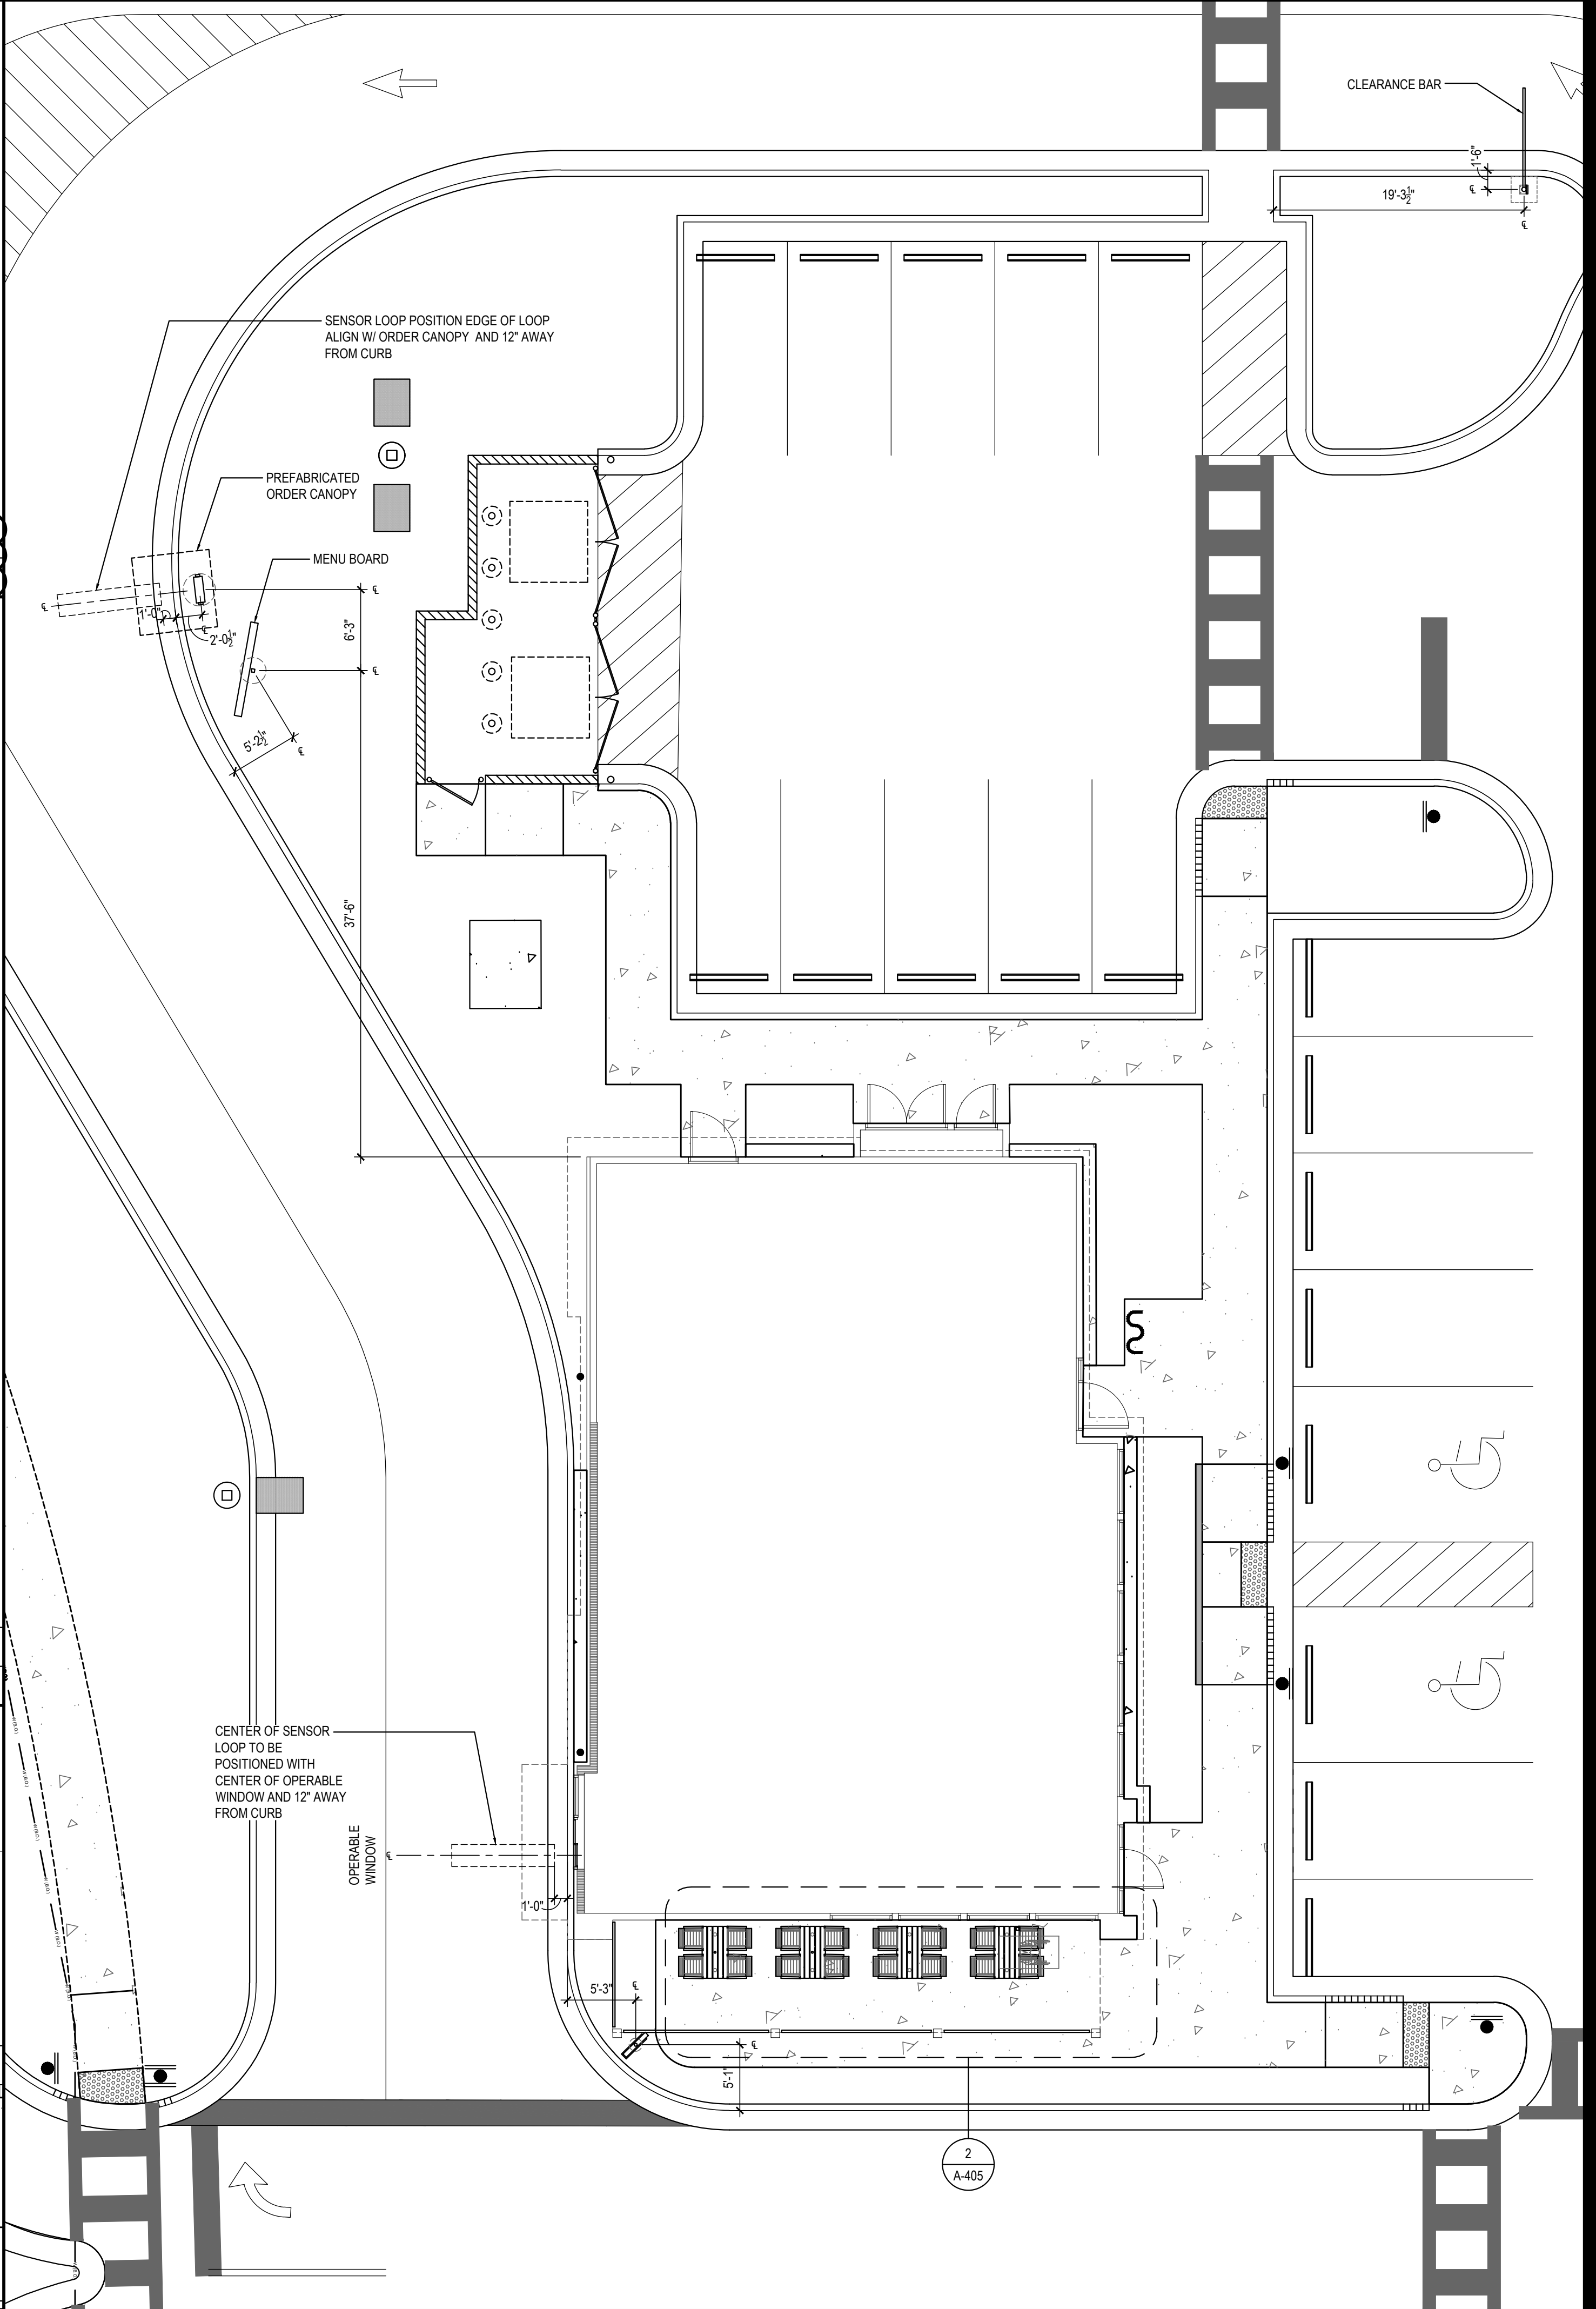 CLEARANCE BAR
1'-6"
℄
19'-3½"
℄
SENSOR LOOP POSITION EDGE OF LOOP
ALIGN W/ ORDER CANOPY AND 12" AWAY
FROM CURB
PREFABRICATED
ORDER CANOPY
MENU BOARD
℄
℄
1'-0"
℄
2'-0½"
6'-3"
℄
5'-2½"
℄
37'-6"
CENTER OF SENSOR
LOOP TO BE
POSITIONED WITH
CENTER OF OPERABLE
WINDOW AND 12" AWAY
FROM CURB
OPERABLE
WINDOW
℄
1'-0"
5'-3"
℄
℄
5'-1"
2
A-405